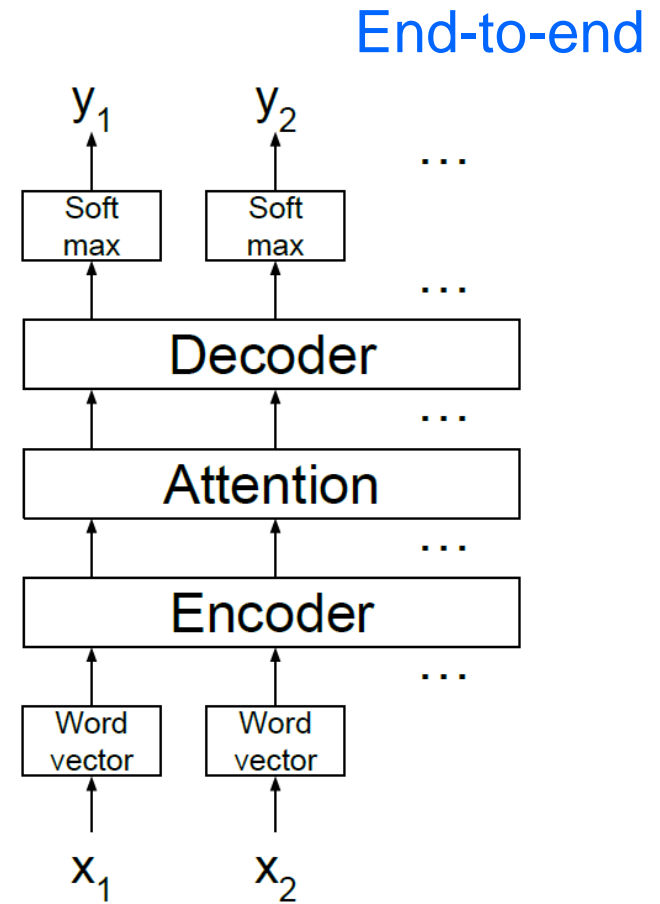 End-to-end
y1 y2
...
Soft max Soft max
...
Decoder
...
Attention
...
Encoder
...
Word vector Word vector
x1 x2